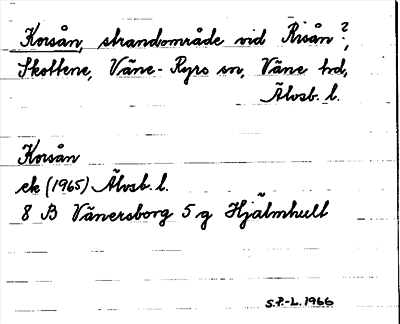 Korsån, strandområde vid Risån?,
Skottene, Väne-Ryrs sn, Väne hd,
Älvsb. l.
Korsån
ek (1965) Älvsb. l.
8 B Vänersborg 5 g Hjälmhult
S.P.-L. 1966